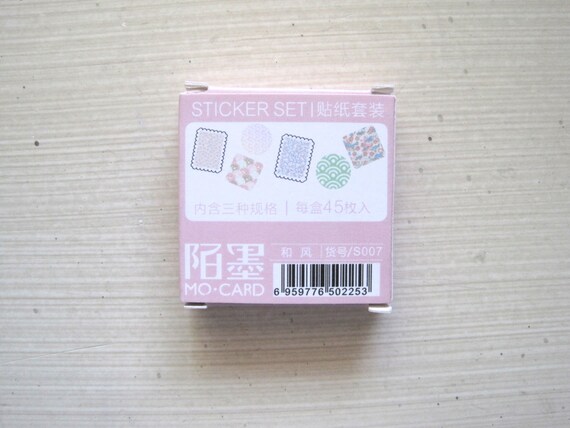 STICKER SET | 贴纸套装
内含三种规格 | 每盒45枚入
陌墨
MO·CARD
和风 | 货号/S007
6 959776 502253